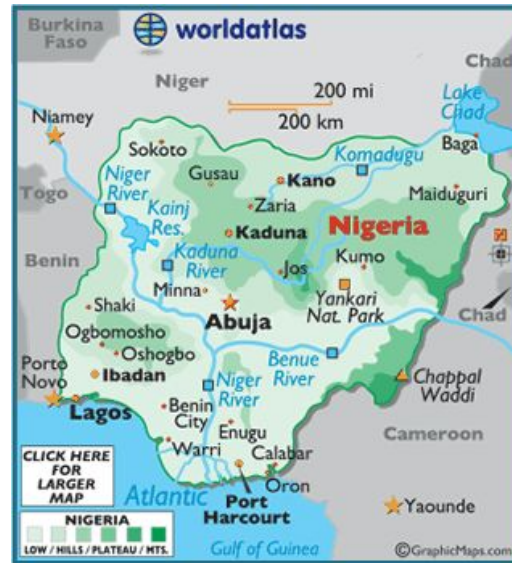 Burkina
Faso
worldatlas
Chad
Niger
200 mi
200 km
Lake
Chad
Niamey
Sokoto
Gusau
Kano
Komadugu
Baga
Niger
River
Zaria
Maiduguri
Togo
Kainj
Res.
Kaduna
Nigeria
N
Benin
Kaduna
River
Jos
Kumo
Minna
Yankari
Nat. Park
Shaki
Abuja
Chad
Ogbomosho
Oshogbo
Benue
River
Porto
Novo
Ibadan
Niger
River
Chappal
Waddi
Lagos
Benin
City
Enugu
Cameroon
CLICK HERE
FOR
LARGER
MAP
Warri
Calabar
Oron
Atlantic
Port
Harcourt
Yaounde
NIGERIA
LOW / HILLS / PLATEAU / MTS.
Gulf of Guinea
©GraphicMaps.com